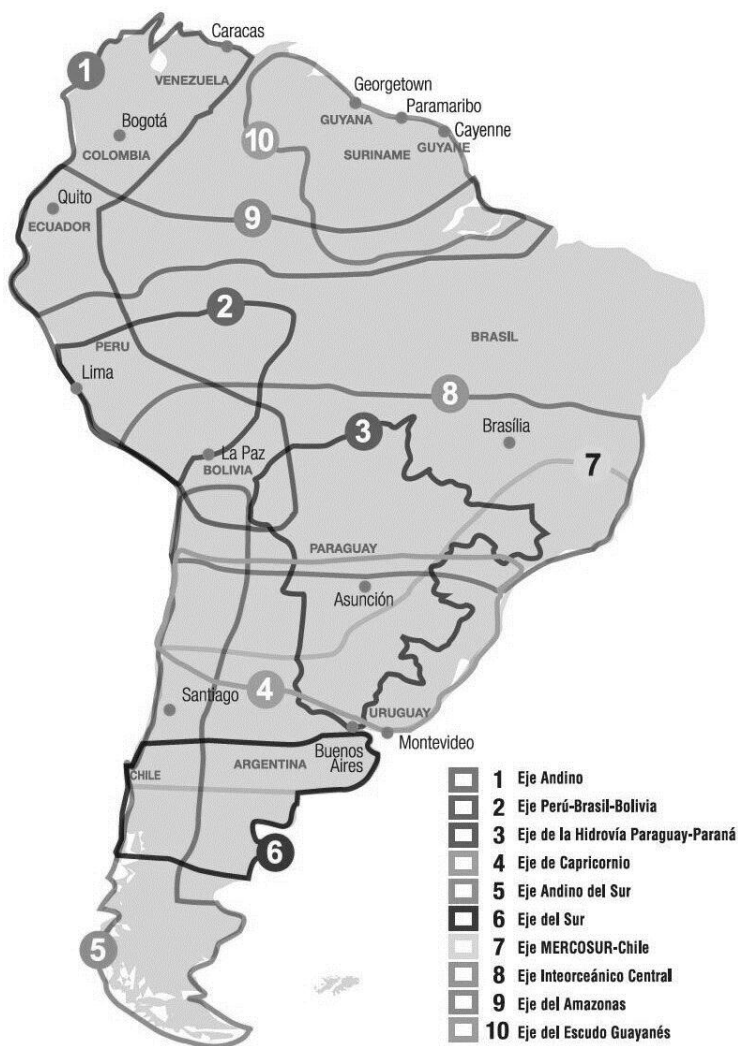 Caracas
1
VENEZUELA
Georgetown
Bogotá
GUYANA
Paramaribo
10
Cayenne
COLOMBIA
GUYANE
SURINAME
Quito
9
ECUADOR
2
BRASIL
PERU
Lima
8
3
Brasília
La Paz
7
BOLIVIA
PARAGUAY
Asunción
4
Santiago
URUGUAY
Montevideo
Buenos
Aires
ARGENTINA
CHILE
6
5
1 Eje Andino
2 Eje Perú-Brasil-Bolivia
3 Eje de la Hidrovía Paraguay-Paraná
4 Eje de Capricornio
5 Eje Andino del Sur
6 Eje del Sur
7 Eje MERCOSUR-Chile
8 Eje Inteorceánico Central
9 Eje del Amazonas
10 Eje del Escudo Guayanés